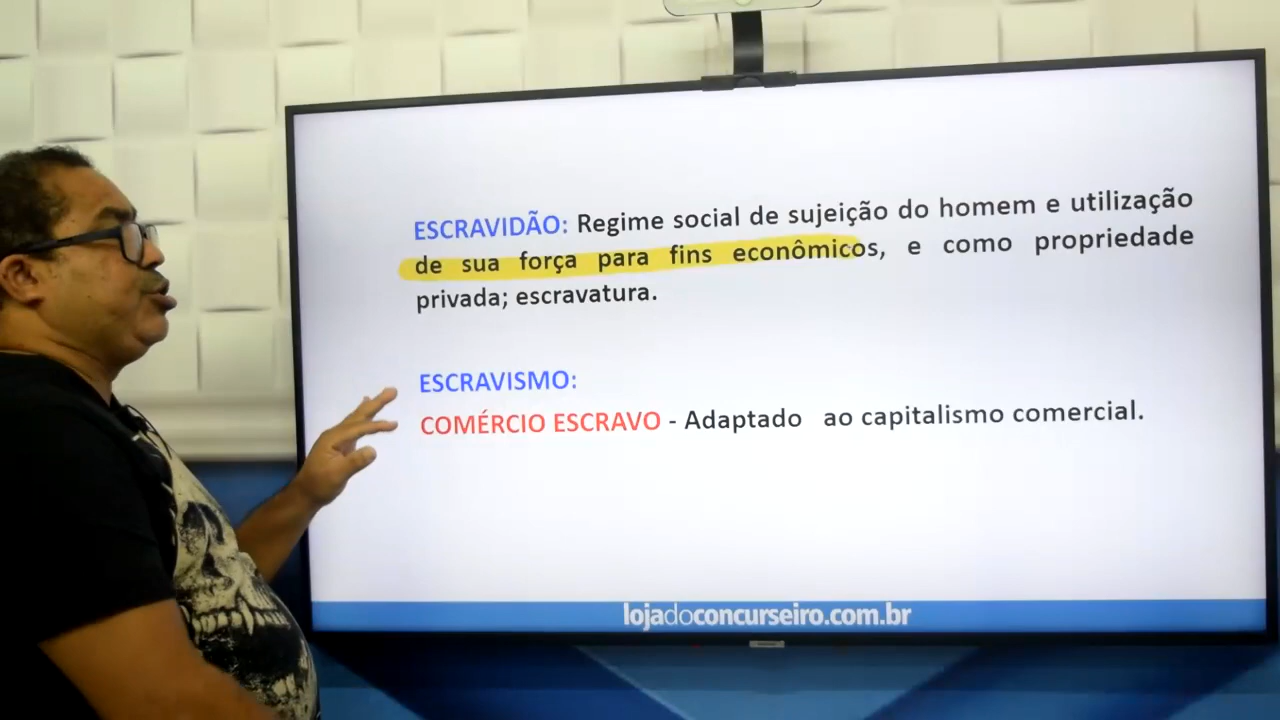 ESCRAVIDÃO: Regime social de sujeição do homem e utilização
de sua força para fins econômicos, e como propriedade
privada; escravatura.
ESCRAVISMO:
COMÉRCIO ESCRAVO - Adaptado ao capitalismo comercial.
lojadoconcurseiro.com.br